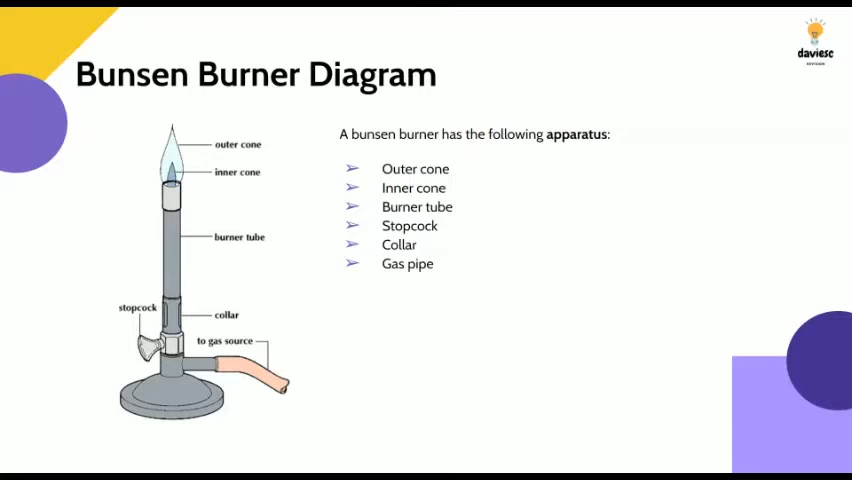 daviesc
REVISION
Bunsen Burner Diagram
outer cone
inner cone
burner tube
stopcock
collar
to gas source
A bunsen burner has the following apparatus:
➢ Outer cone
➢ Inner cone
➢ Burner tube
➢ Stopcock
➢ Collar
➢ Gas pipe